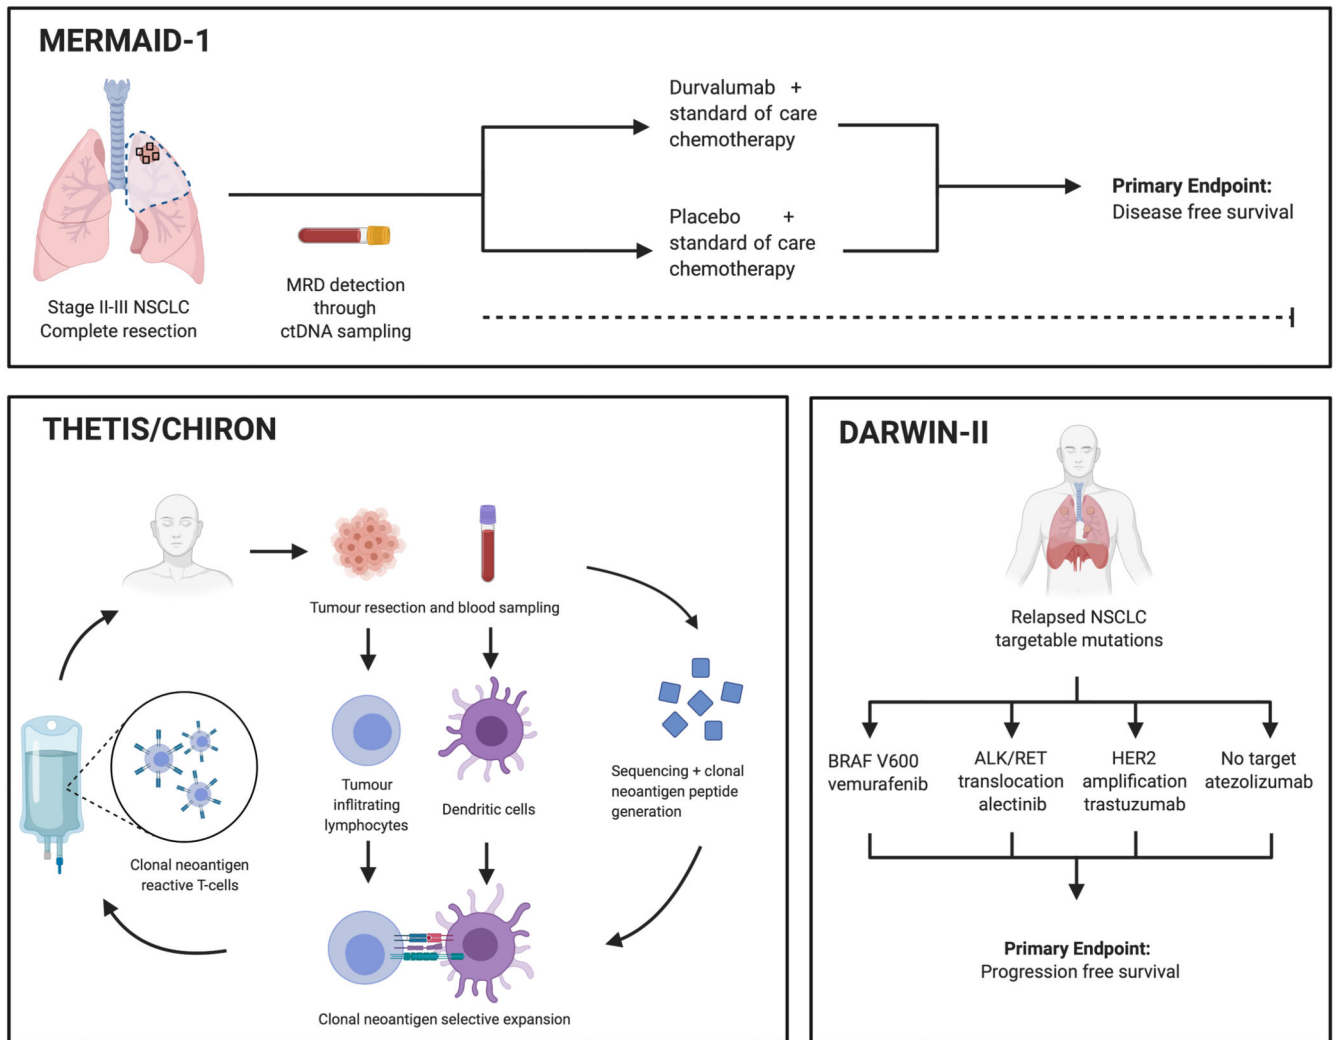 MERMAID-1
Durvalumab +
standard of care
chemotherapy
Placebo +
standard of care
chemotherapy
Primary Endpoint:
Disease free survival
Stage II-III NSCLC
Complete resection
MRD detection
through
ctDNA sampling
THETIS/CHIRON
Tumour resection and blood sampling
Tumour
inflitrating
lymphocytes
Dendritic cells
Sequencing + clonal
neoantigen peptide
generation
Clonal neoantigen
reactive T-cells
Clonal neoantigen selective expansion
DARWIN-II
Relapsed NSCLC
targetable mutations
BRAF V600
vemurafenib
ALK/RET
translocation
alectinib
HER2
amplification
trastuzumab
No target
atezolizumab
Primary Endpoint:
Progression free survival